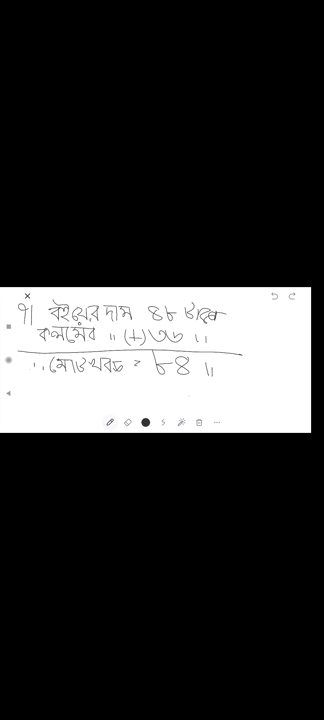 ৭। বইয়ের দাম ৪৮ টাকা
কলমের " (+) ৩৬ "
∴ মোট খরচ = ৮৪ "